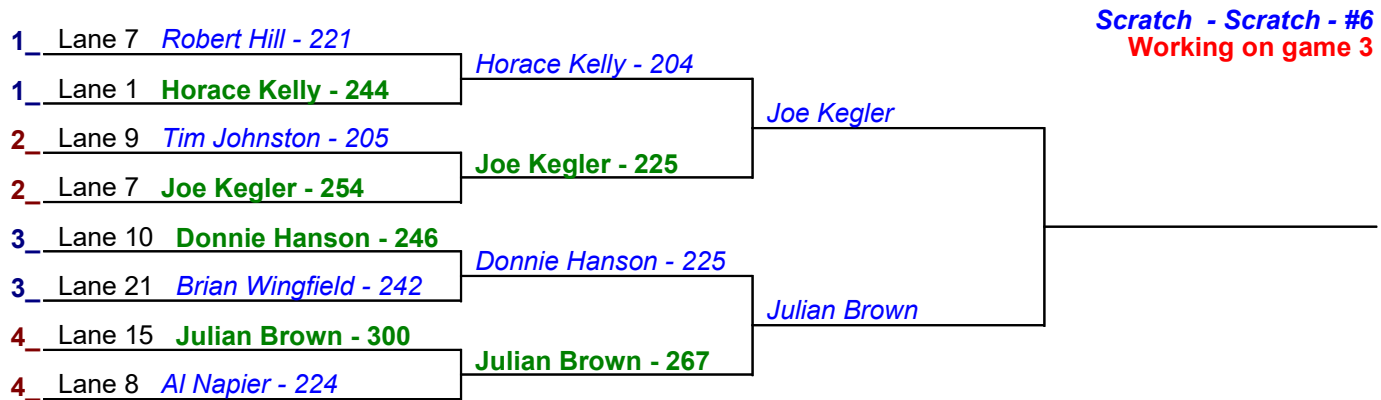 Scratch - Scratch - #6
Working on game 3
1_ Lane 7 Robert Hill - 221
1_ Lane 1 Horace Kelly - 244
2_ Lane 9 Tim Johnston - 205
2_ Lane 7 Joe Kegler - 254
3_ Lane 10 Donnie Hanson - 246
3_ Lane 21 Brian Wingfield - 242
4_ Lane 15 Julian Brown - 300
4_ Lane 8 Al Napier - 224
Horace Kelly - 204
Joe Kegler - 225
Donnie Hanson - 225
Julian Brown - 267
Joe Kegler
Julian Brown